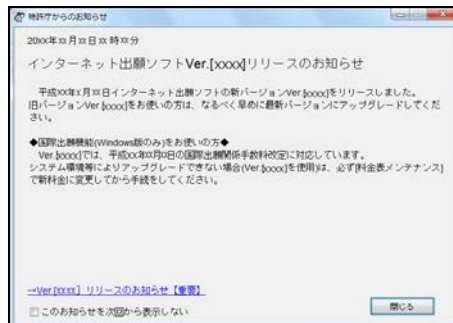 特許庁からのお知らせ
20xx年xx月xx日xx時xx分
インターネット出願ソフトVer.[xxxx]リリースのお知らせ
平成xx年x月xx日インターネット出願ソフトの新バージョンVer.[xxxx]をリリースしました。
旧バージョンVer.[xxxx]をお使いの方は、なるべく早めに最新バージョンにアップグレードしてくだ
さい。
◆国際出願機能(Windows版のみ)をお使いの方◆
Ver.[xxxx]では、平成xx年xx月xx日の国際出願関係手数料改定に対応しています。
システム環境等によりアップグレードできない場合(Ver.[xxxx]を使用)は、必ず[料金表メンテナンス]
で新料金に変更してから手続をしてください。
→Ver.[xxxx] リリースのお知らせ【重要】
このお知らせを次回から表示しない
閉じる